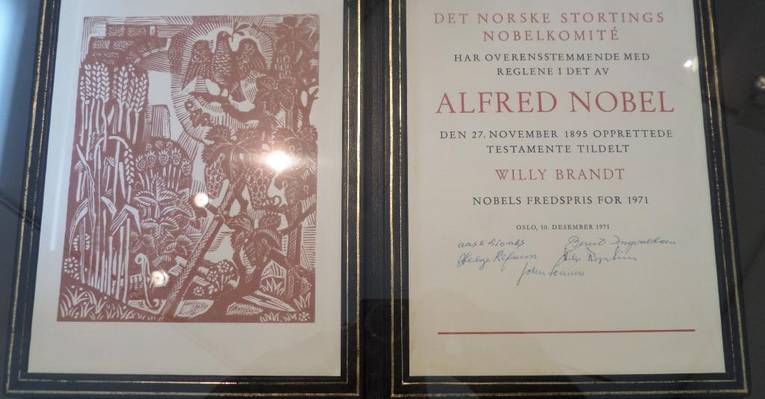 DET NORSKE STORTINGS
NOBELKOMITÉ
HAR OVERENSSTEMMENDE MED
REGLENE I DET AV
ALFRED NOBEL
DEN 27. NOVEMBER 1895 OPPRETTEDE
TESTAMENTE TILDELT
WILLY BRANDT
NOBELS FREDSPRIS FOR 1971
OSLO, 10. DESEMBER 1971